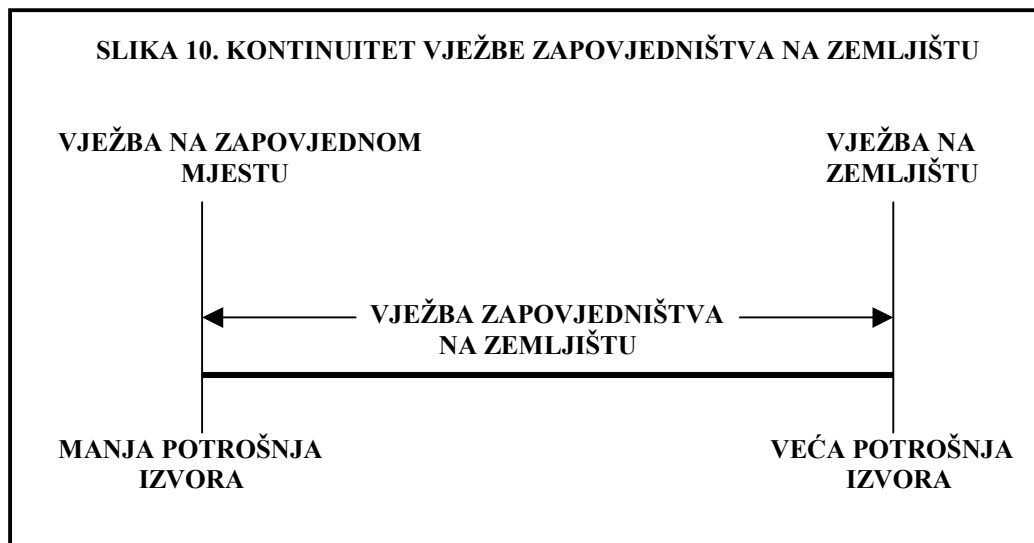 SLIKA 10. KONTINUITET VJEŽBE ZAPOVJEDNIŠTVA NA ZEMLJIŠTU
VJEŽBA NA ZAPOVJEDNOM
MJESTU
VJEŽBA NA
ZEMLJIŠTU
VJEŽBA ZAPOVJEDNIŠTVA
NA ZEMLJIŠTU
MANJA POTROŠNJA
IZVORA
VEĆA POTROŠNJA
IZVORA